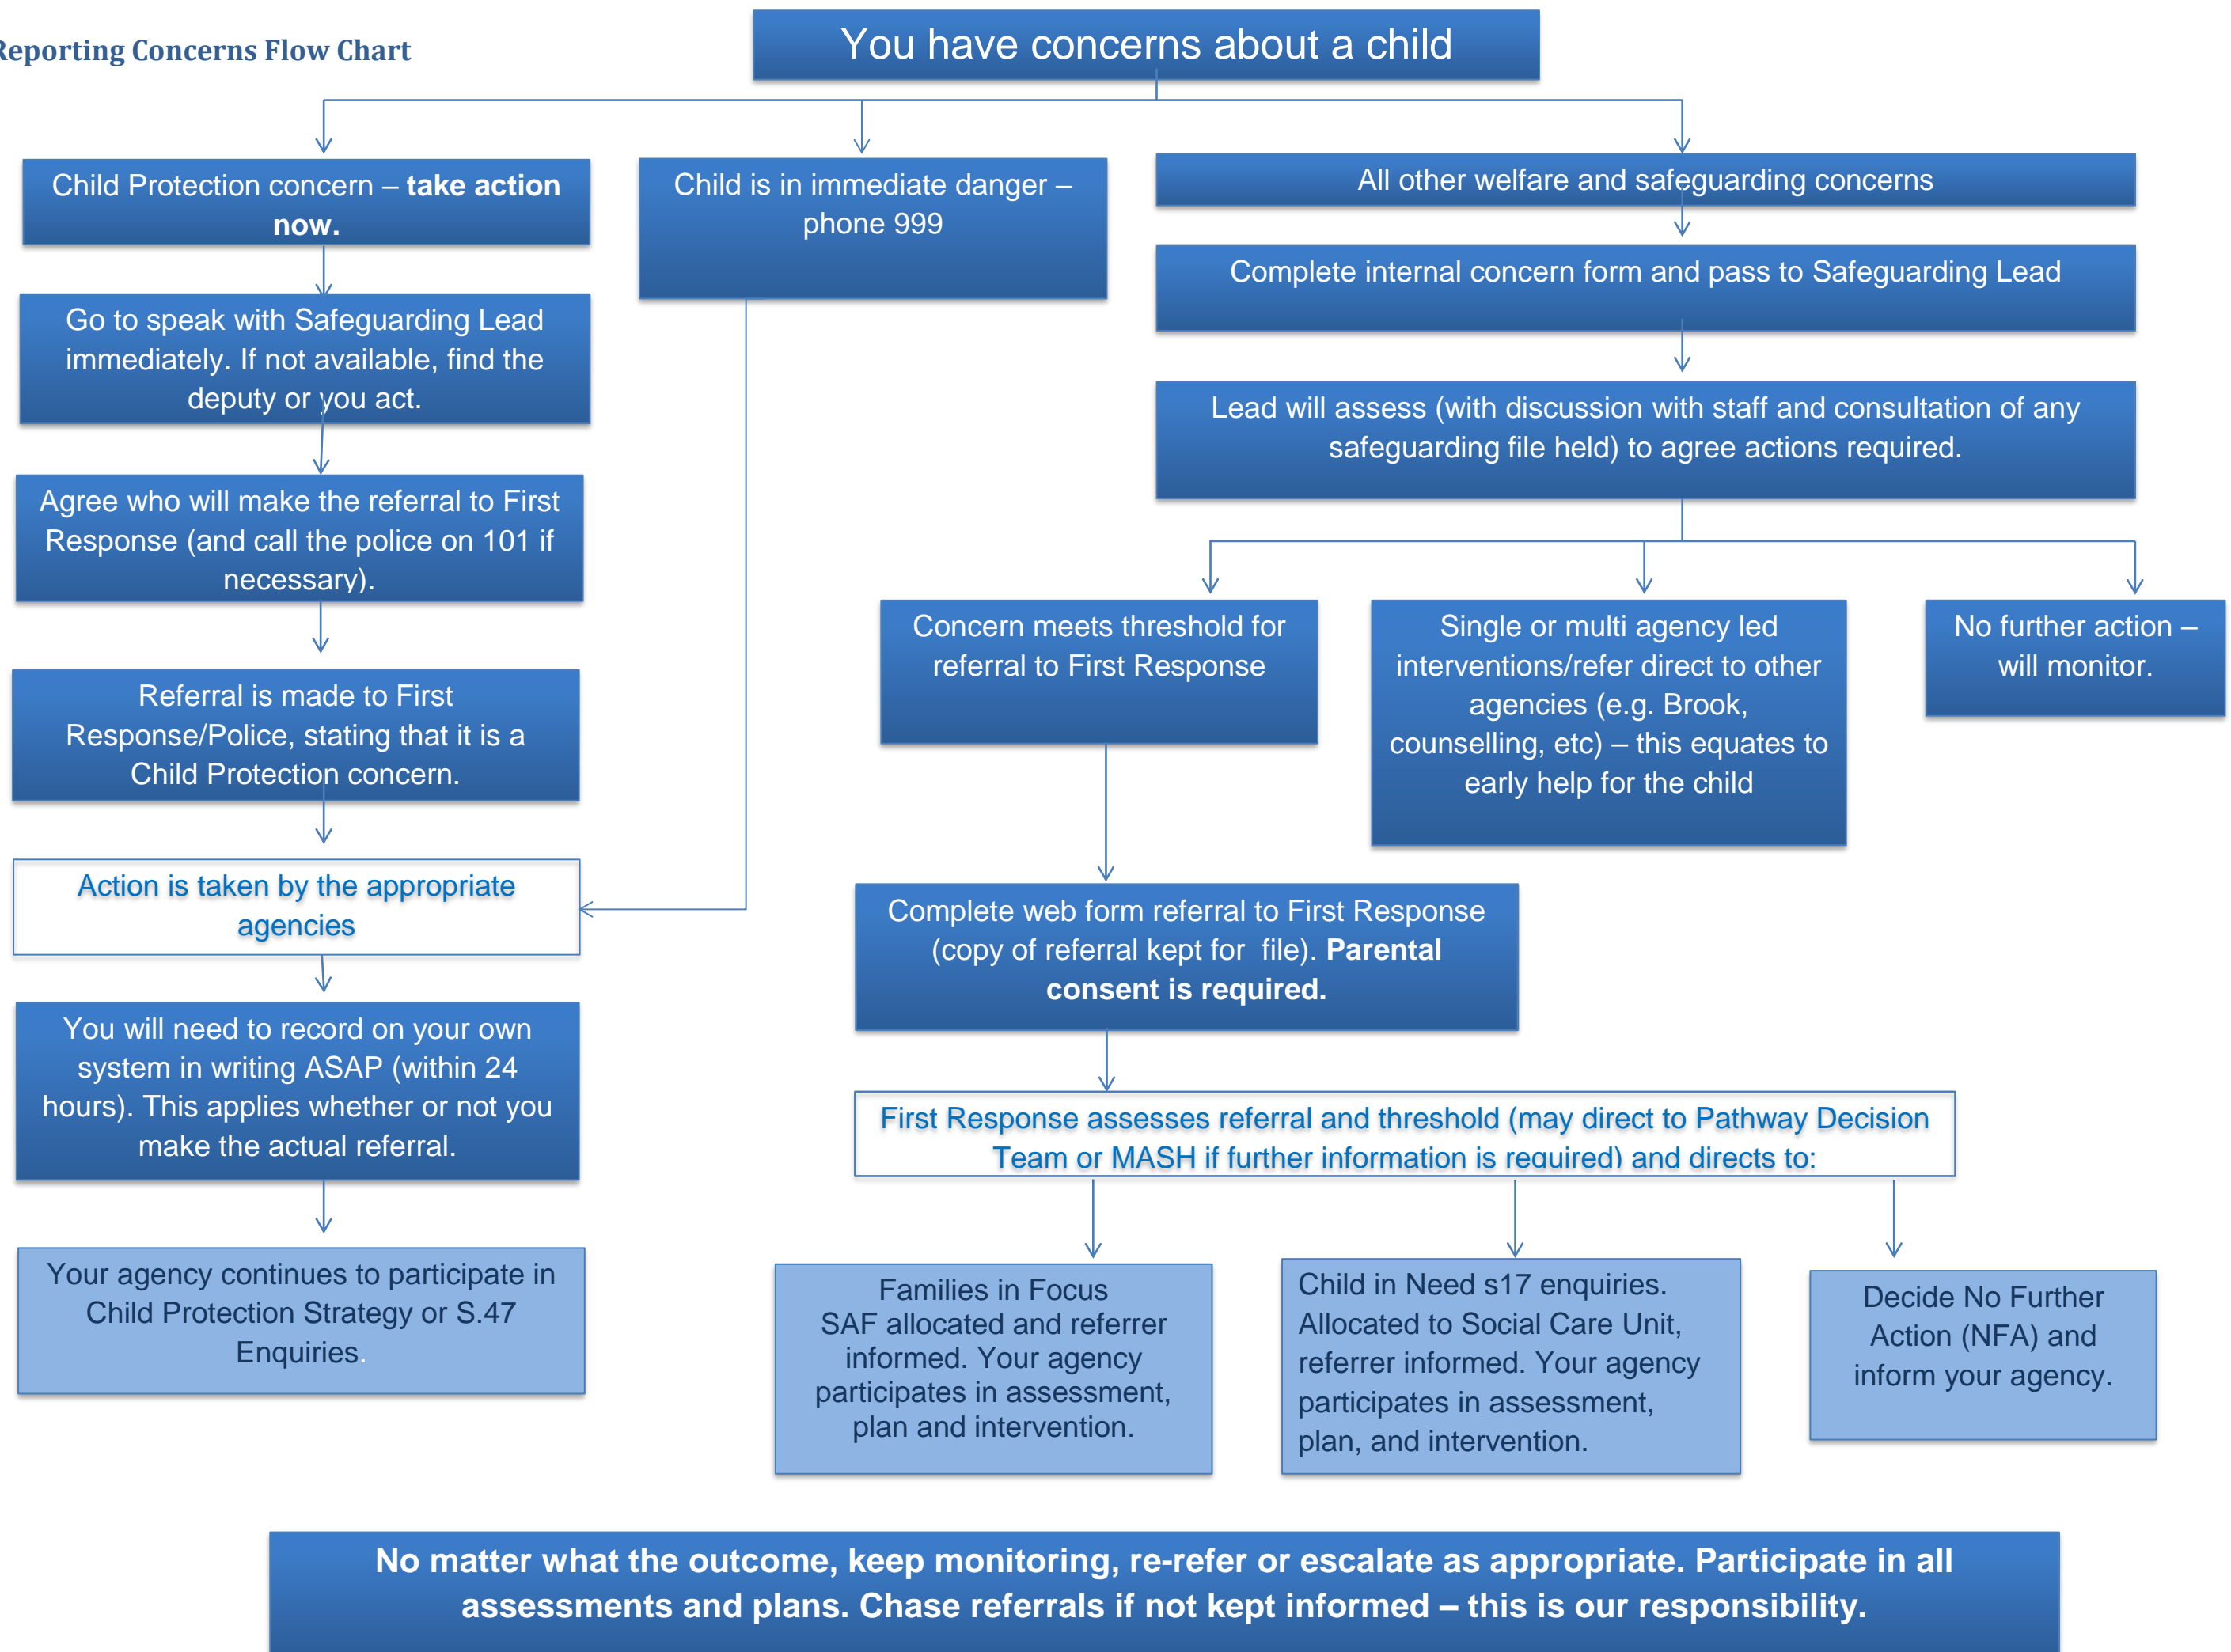 Reporting Concerns Flow Chart
You have concerns about a child
Child Protection concern – take action
now.
Go to speak with Safeguarding Lead
immediately. If not available, find the
deputy or you act.
Agree who will make the referral to First
Response (and call the police on 101 if
necessary).
Referral is made to First
Response/Police, stating that it is a
Child Protection concern.
Action is taken by the appropriate
agencies
You will need to record on your own
system in writing ASAP (within 24
hours). This applies whether or not you
make the actual referral.
Your agency continues to participate in
Child Protection Strategy or S.47
Enquiries.
Child is in immediate danger –
phone 999
All other welfare and safeguarding concerns
Complete internal concern form and pass to Safeguarding Lead
Lead will assess (with discussion with staff and consultation of any
safeguarding file held) to agree actions required.
Concern meets threshold for
referral to First Response
Single or multi agency led
interventions/refer direct to other
agencies (e.g. Brook,
counselling, etc) – this equates to
early help for the child
No further action –
will monitor.
Complete web form referral to First Response
(copy of referral kept for file). Parental
consent is required.
First Response assesses referral and threshold (may direct to Pathway Decision
Team or MASH if further information is required) and directs to:
Families in Focus
SAF allocated and referrer
informed. Your agency
participates in assessment,
plan and intervention.
Child in Need s17 enquiries.
Allocated to Social Care Unit,
referrer informed. Your agency
participates in assessment,
plan, and intervention.
Decide No Further
Action (NFA) and
inform your agency.
No matter what the outcome, keep monitoring, re-refer or escalate as appropriate. Participate in all
assessments and plans. Chase referrals if not kept informed – this is our responsibility.